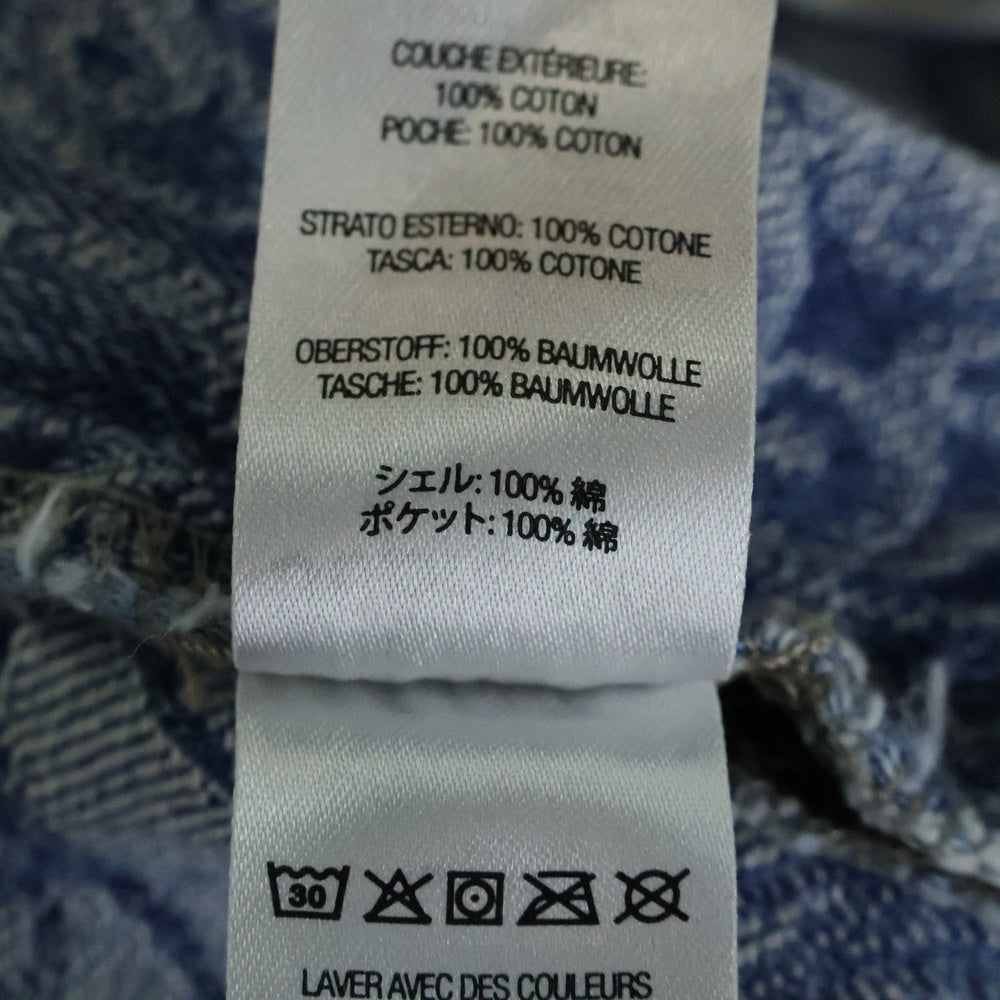 COUCHE EXTÉRIEURE:
100% COTON
POCHE: 100% COTON
STRATO ESTERNO: 100% COTONE
TASCA: 100% COTONE
OBERSTOFF: 100% BAUMWOLLE
TASCHE: 100% BAUMWOLLE
シェル: 100% 綿
ポケット: 100% 綿
30
LAVER AVEC DES COULEURS